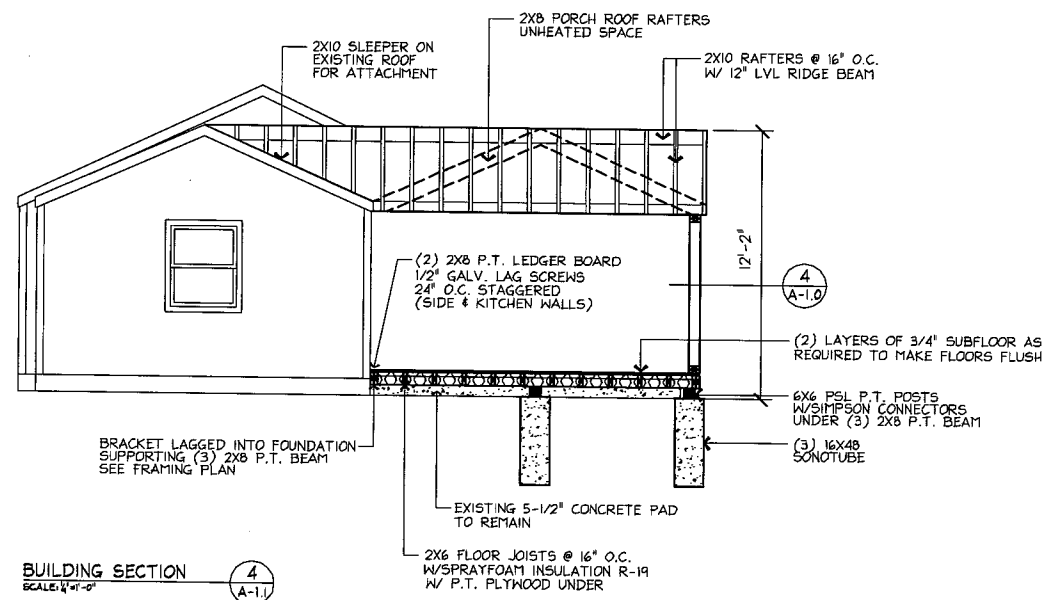 2X8 PORCH ROOF RAFTERS
UNHEATED SPACE
2X10 SLEEPER ON
EXISTING ROOF
FOR ATTACHMENT
2X10 RAFTERS @ 16" O.C.
W/ 12" LVL RIDGE BEAM
12'-2"
(2) 2X8 P.T. LEDGER BOARD
1/2" GALV. LAG SCREWS
24" O.C. STAGGERED
(SIDE & KITCHEN WALLS)
4
A-1.0
(2) LAYERS OF 3/4" SUBFLOOR AS
REQUIRED TO MAKE FLOORS FLUSH
6X6 PSL P.T. POSTS
W/SIMPSON CONNECTORS
UNDER (3) 2X8 P.T. BEAM
BRACKET LAGGED INTO FOUNDATION
SUPPORTING (3) 2X8 P.T. BEAM
SEE FRAMING PLAN
(3) 16X48
SONOTUBE
EXISTING 5-1/2" CONCRETE PAD
TO REMAIN
2X6 FLOOR JOISTS @ 16" O.C.
W/SPRAYFOAM INSULATION R-19
W/ P.T. PLYWOOD UNDER
BUILDING SECTION
SCALE: 1/4"=1'-0"
4
A-1.1